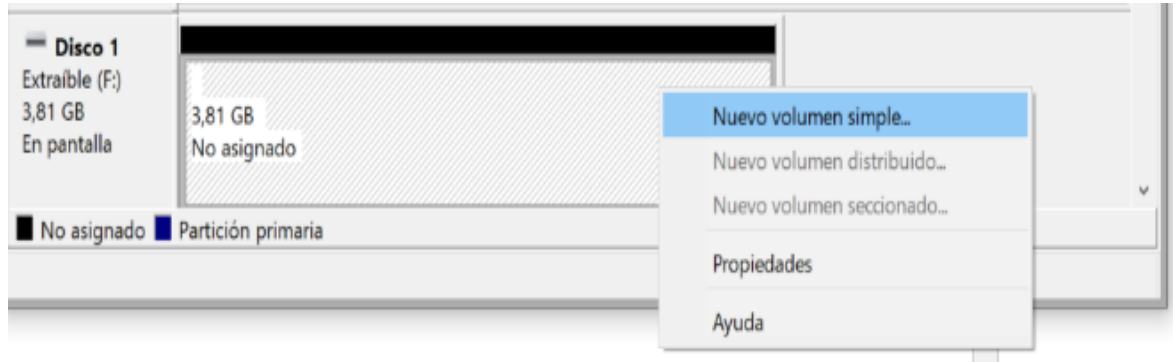 Disco 1
Extraíble (F:)
3,81 GB
En pantalla
3,81 GB
No asignado
No asignado
Partición primaria
Nuevo volumen simple...
Nuevo volumen distribuido...
Nuevo volumen seccionado...
Propiedades
Ayuda